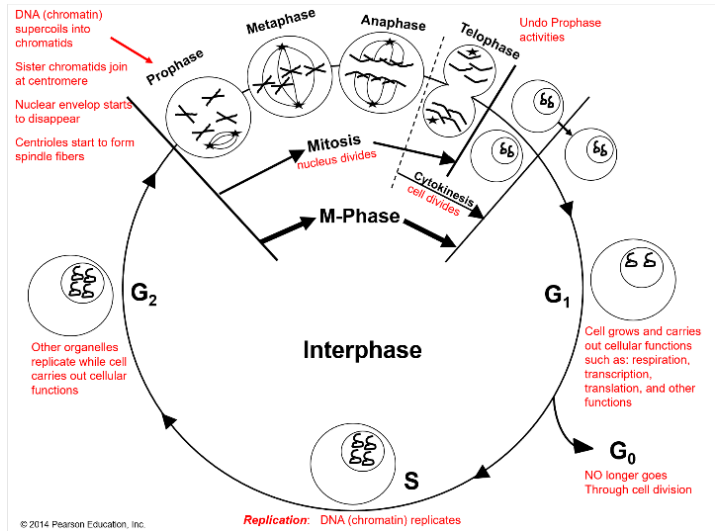 DNA (chromatin)
supercoils into
chromatids
Sister chromatids join
at centromere
Nuclear envelop starts
to disappear
Centrioles start to form
spindle fibers
Prophase
Metaphase
Anaphase
Telophase
Undo Prophase
activities
Mitosis
nucleus divides
Cytokinesis
cell divides
M-Phase
G2
Other organelles
replicate while cell
carries out cellular
functions
Interphase
G1
Cell grows and carries
out cellular functions
such as: respiration,
transcription,
translation, and other
functions
G0
NO longer goes
Through cell division
S
Replication: DNA (chromatin) replicates
© 2014 Pearson Education, Inc.